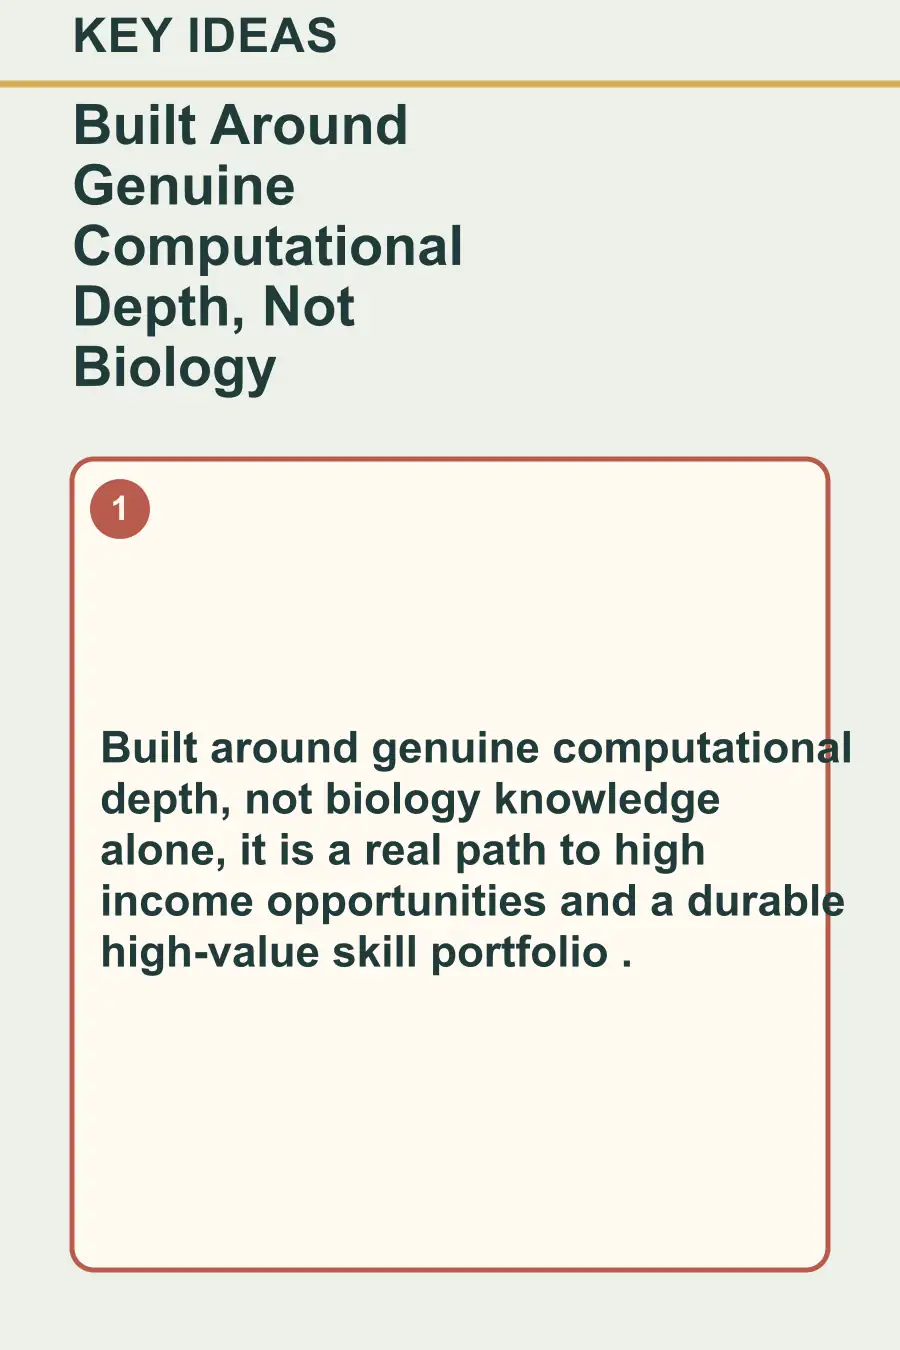 KEY IDEAS
Built Around
Genuine
Computational
Depth, Not
Biology
1
Built around genuine computational
depth, not biology knowledge
alone, it is a real path to high
income opportunities and a durable
high-value skill portfolio .